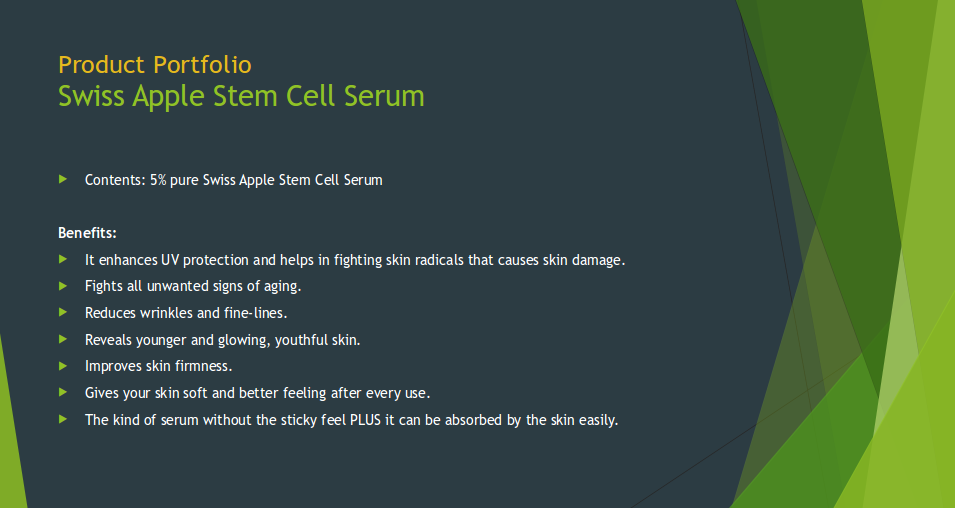 Product Portfolio
Swiss Apple Stem Cell Serum
Contents: 5% pure Swiss Apple Stem Cell Serum
Benefits:
It enhances UV protection and helps in fighting skin radicals that causes skin damage.
Fights all unwanted signs of aging.
Reduces wrinkles and fine-lines.
Reveals younger and glowing, youthful skin.
Improves skin firmness.
Gives your skin soft and better feeling after every use.
The kind of serum without the sticky feel PLUS it can be absorbed by the skin easily.